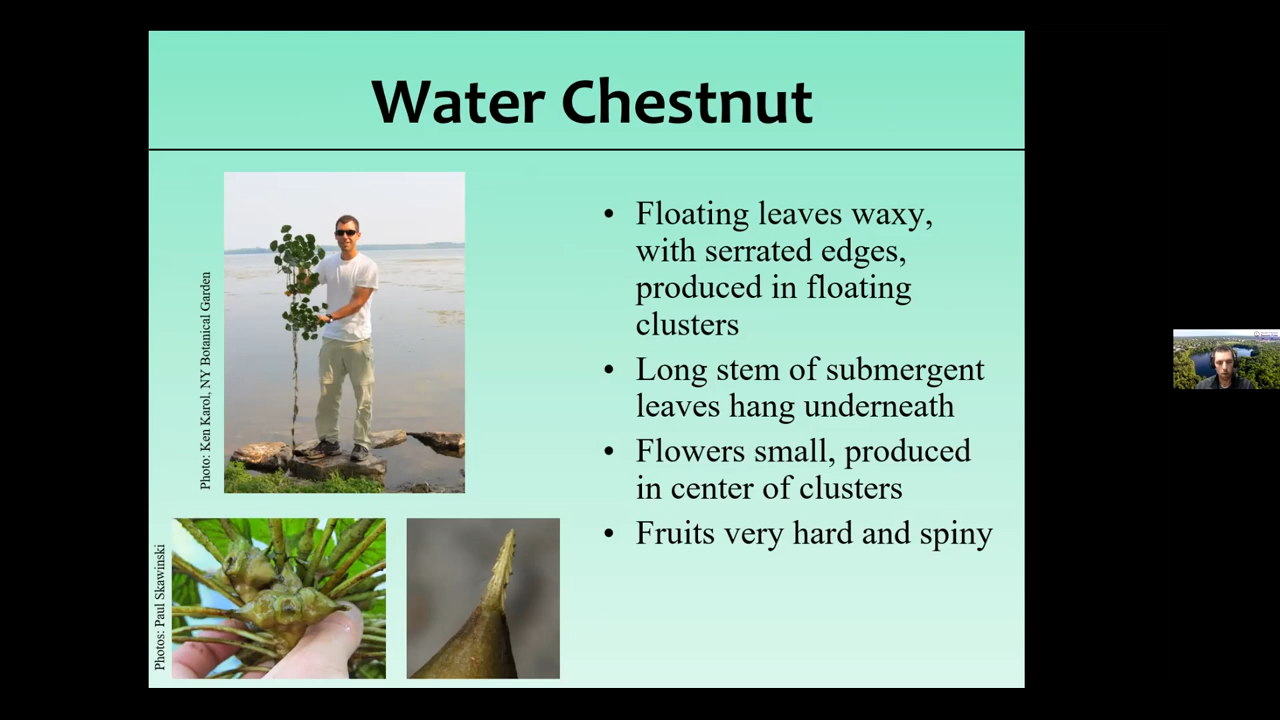 Water Chestnut
Photo: Ken Karol, NY Botanical Garden
• Floating leaves waxy,
with serrated edges,
produced in floating
clusters
• Long stem of submergent
leaves hang underneath
• Flowers small, produced
in center of clusters
• Fruits very hard and spiny
Photos: Paul Skawinski